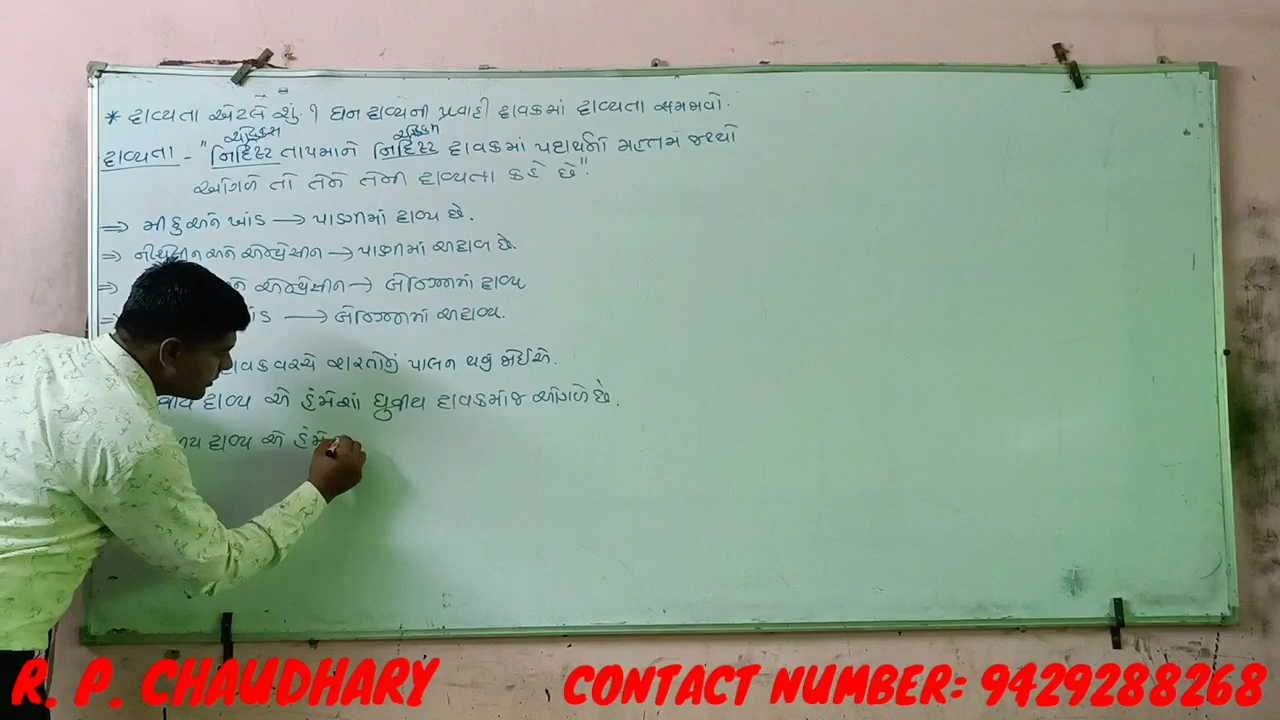 * દ્રાવ્યતા એટલે શું. ? ઘન દ્રાવ્યની પ્રવાહી દ્રાવકમાં દ્રાવ્યતા સમજાવો.
ચોક્કસ ચોક્કસ
દ્રાવ્યતા - "નિર્દિષ્ટ તાપમાને નિર્દિષ્ટ દ્રાવકમાં પદાર્થનો મહત્તમ જથ્થો
ઓગળે તો તેને તેની દ્રાવ્યતા કહે છે"
⇒ મીઠું અને ખાંડ → પાણીમાં દ્રાવ્ય છે.
⇒ નેપ્થેલીન અને એન્થ્રેસીન → પાણીમાં અદ્રાવ્ય છે.
⇒ એન્થ્રેસીન → બેન્ઝિનમાં દ્રાવ્ય
⇒ → બેન્ઝિનમાં અદ્રાવ્ય.
દ્રાવક વચ્ચે શરતોનું પાલન થવું જોઈએ.
દ્રાવ્ય એ હંમેશાં ધ્રુવીય દ્રાવકમાંજ ઓગળે છે.
દ્રાવ્ય એ
R. P. CHAUDHARY CONTACT NUMBER: 9429288268